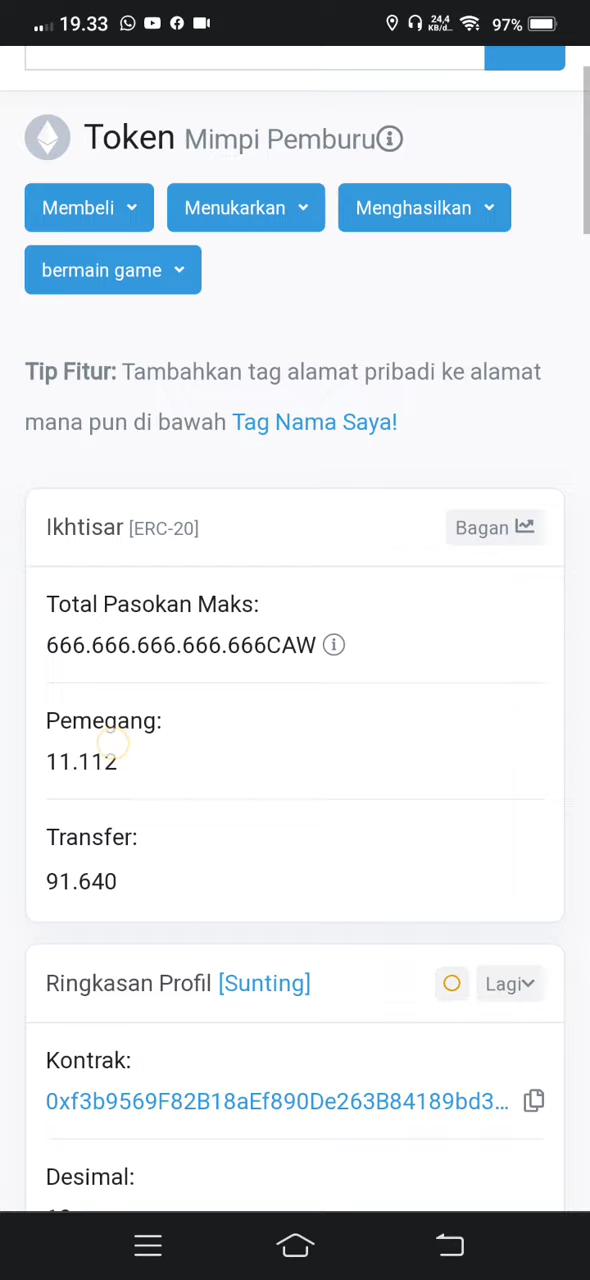 19.33 24,4 KB/d... 97%
Token Mimpi Pemburu
Membeli Menukarkan Menghasilkan
bermain game
Tip Fitur: Tambahkan tag alamat pribadi ke alamat
mana pun di bawah Tag Nama Saya!
Ikhtisar [ERC-20] Bagan
Total Pasokan Maks:
666.666.666.666.666CAW
Pemegang:
11.112
Transfer:
91.640
Ringkasan Profil [Sunting] Lagi
Kontrak:
0xf3b9569F82B18aEf890De263B84189bd3...
Desimal: